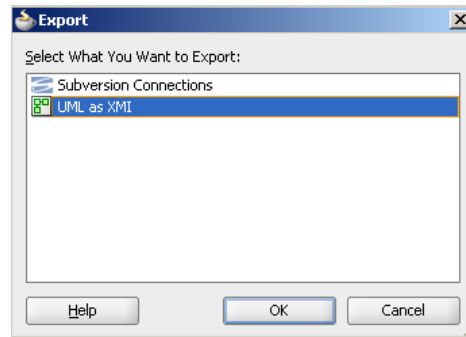 Export
Select What You Want to Export:
Subversion Connections
UML as XMI
Help
OK
Cancel